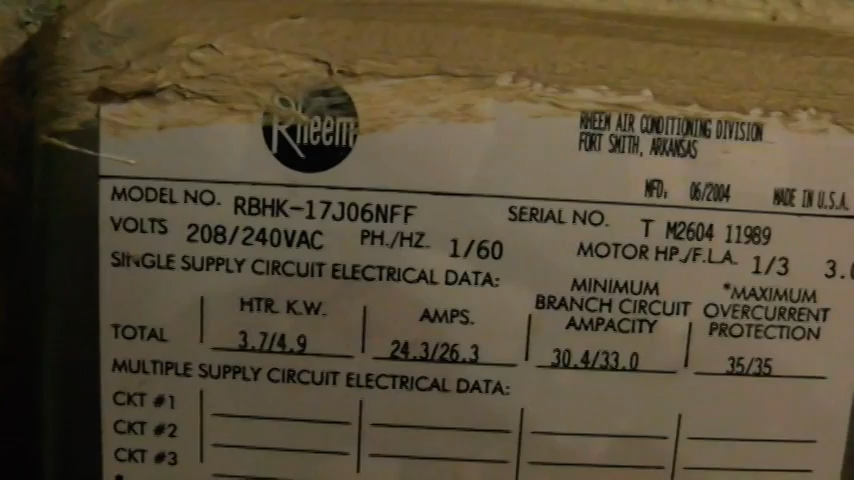 Rheem
RHEEM AIR CONDITIONING DIVISION
FORT SMITH, ARKANSAS
MFD. 06/2004 MADE IN U.S.A.
MODEL NO. RBHK-17J06NFF SERIAL NO. T M2604 11989
VOLTS 208/240VAC PH./HZ. 1/60 MOTOR HP./F.L.A. 1/3 3.
SINGLE SUPPLY CIRCUIT ELECTRICAL DATA:
HTR. K.W. AMPS. MINIMUM BRANCH CIRCUIT AMPACITY *MAXIMUM OVERCURRENT PROTECTION
TOTAL 3.7/4.9 24.3/26.3 30.4/33.0 35/35
MULTIPLE SUPPLY CIRCUIT ELECTRICAL DATA:
CKT #1
CKT #2
CKT #3